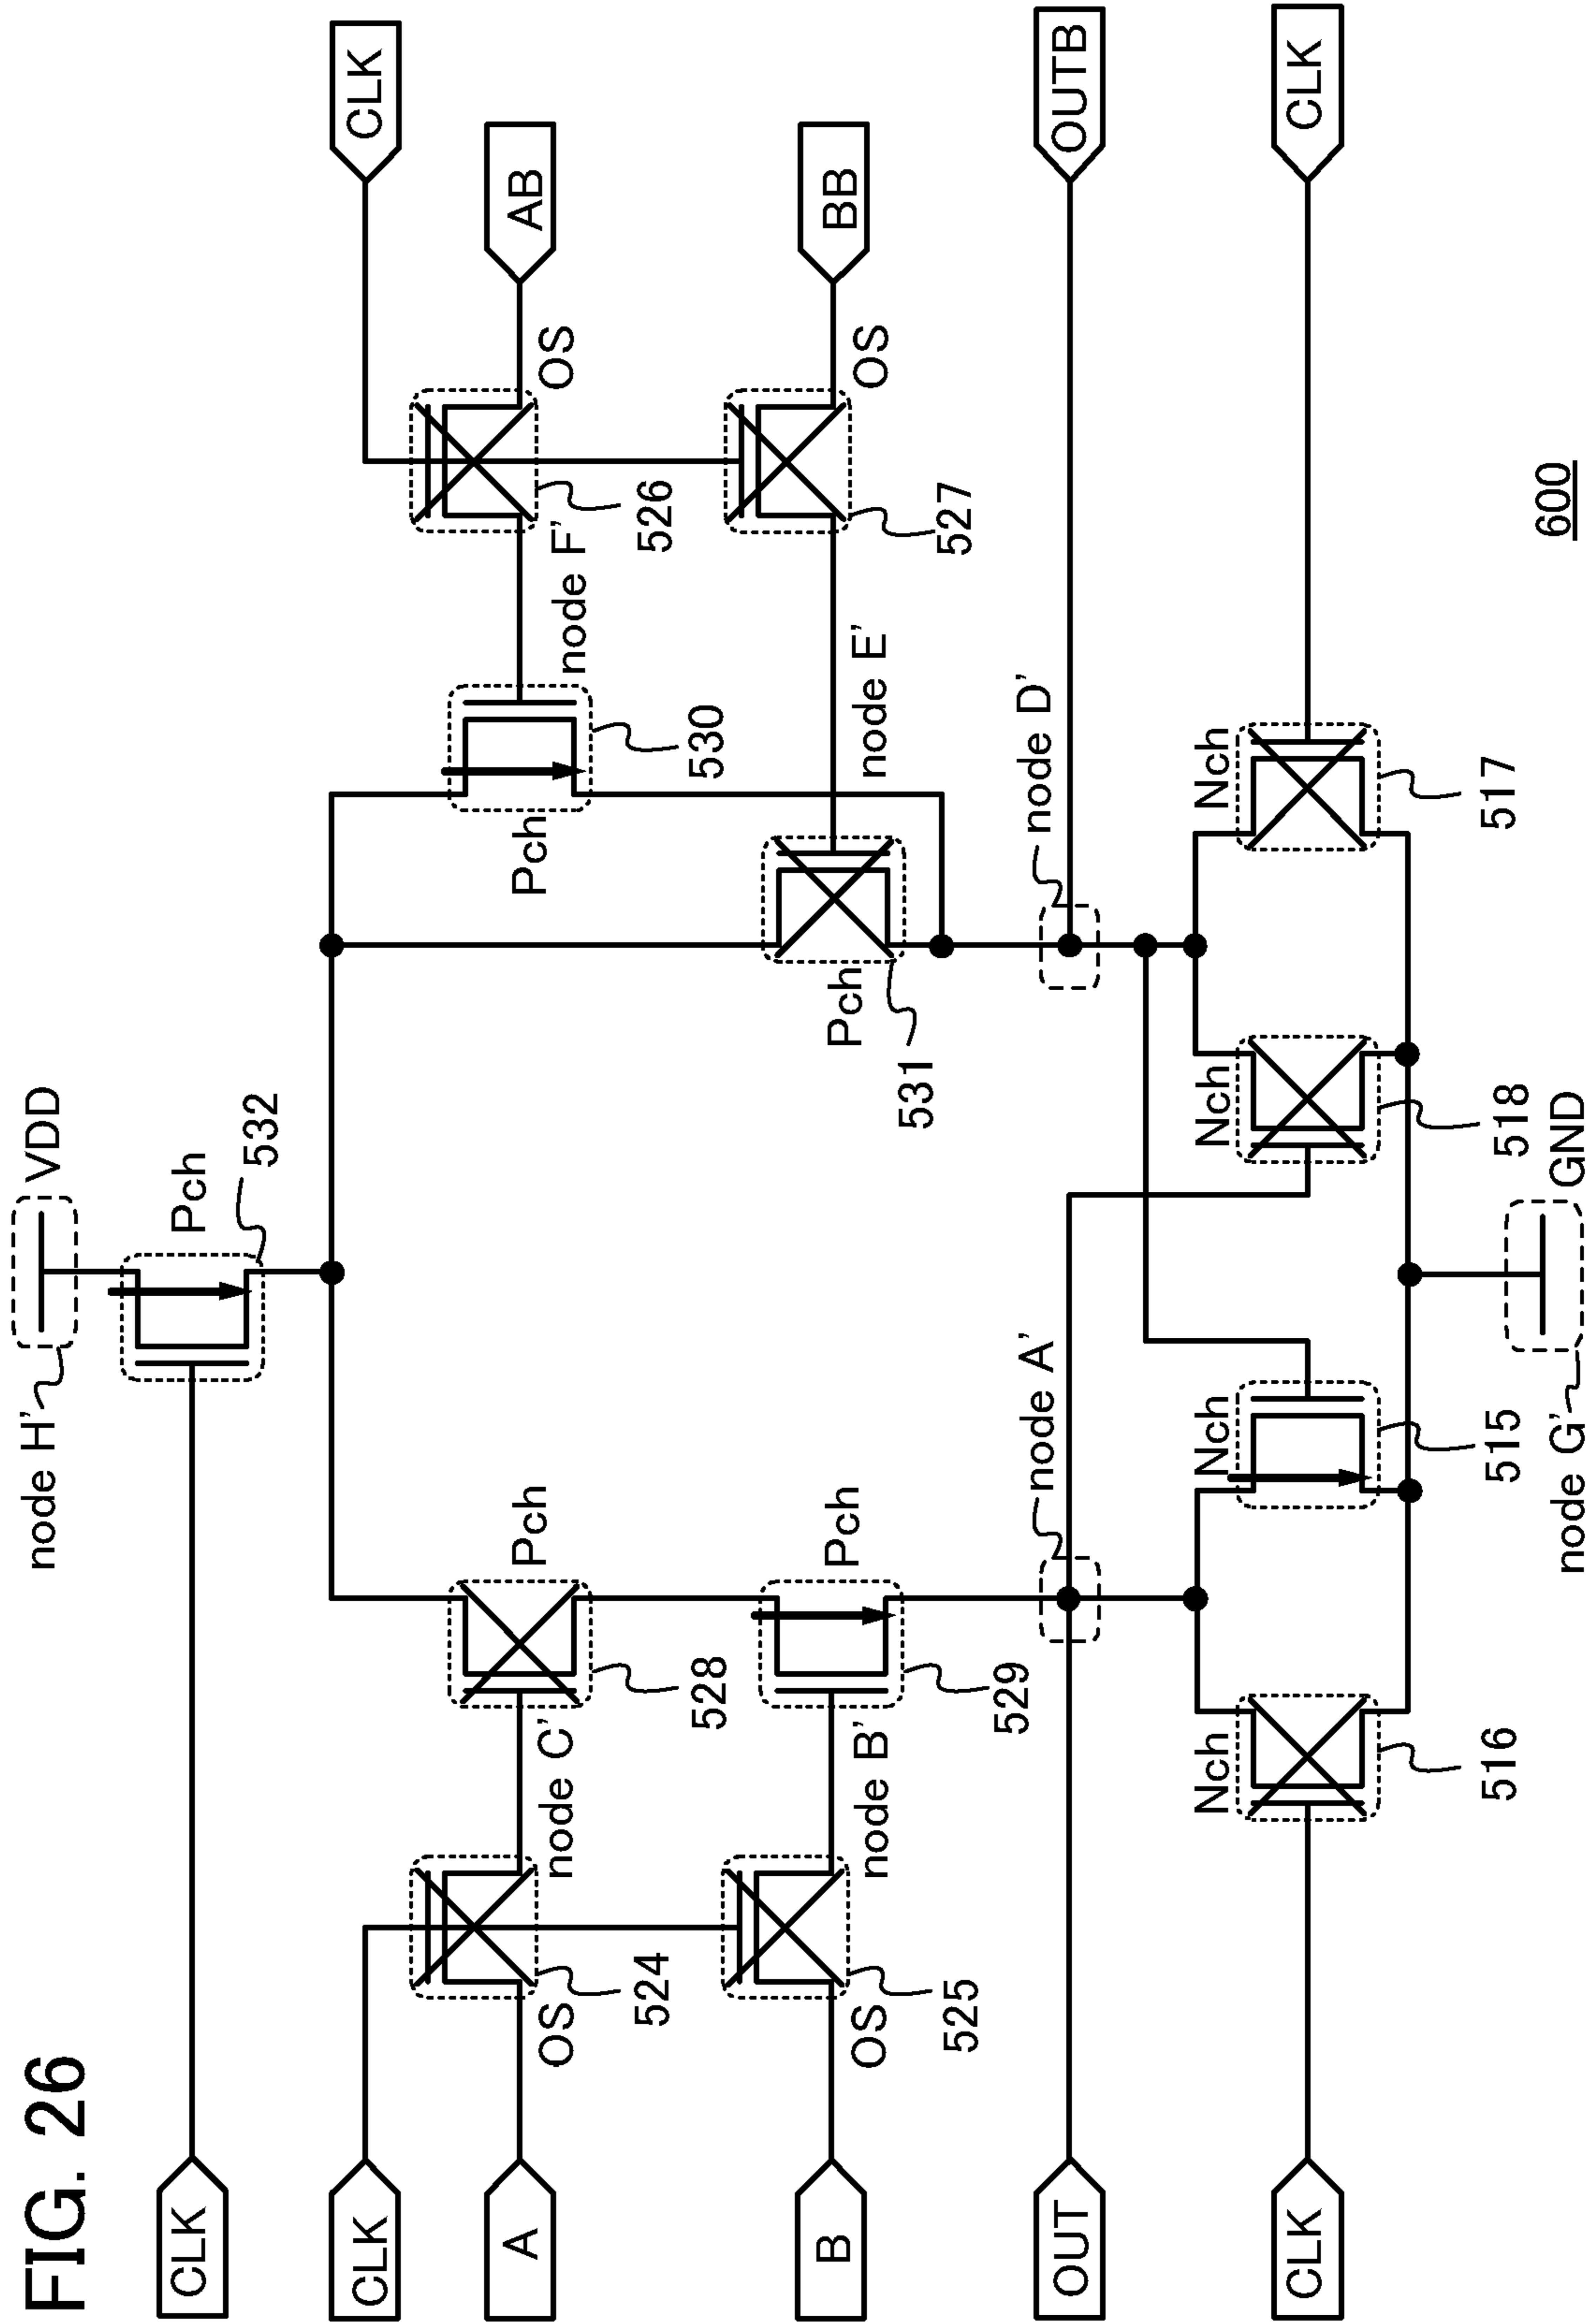 FIG. 26
node H'
VDD
CLK
Pch
532
CLK
CLK
A
OS
524
node C'
528
Pch
Pch
530
node F'
526
OS
AB
B
OS
525
node B'
529
Pch
Pch
531
node E'
527
OS
BB
OUT
node A'
node D'
OUTB
CLK
Nch
516
Nch
515
Nch
518
Nch
517
CLK
node G'
GND
600